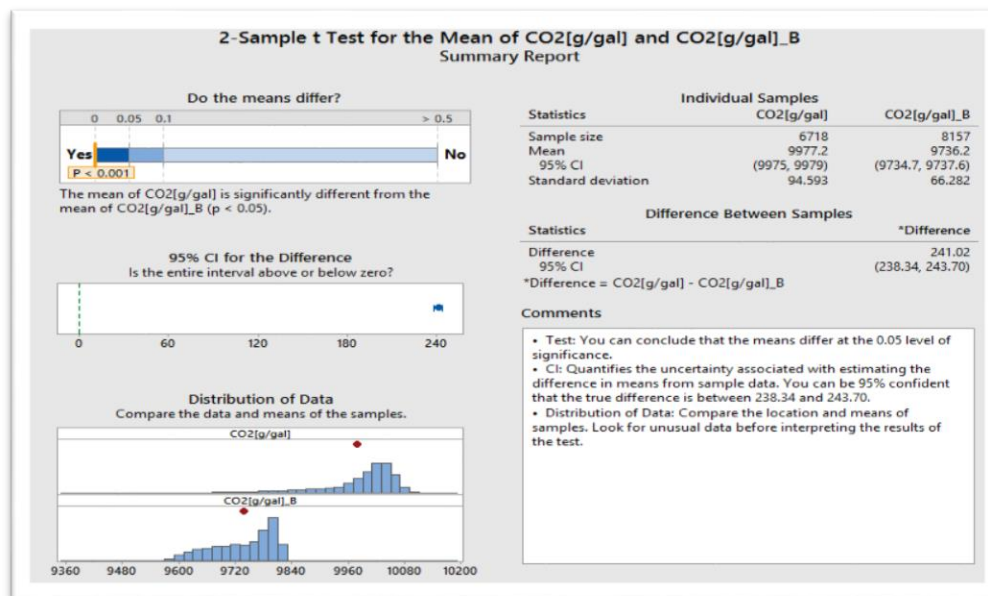 2-Sample t Test for the Mean of CO2[g/gal] and CO2[g/gal]_B
Summary Report
Do the means differ?
0 0.05 0.1 > 0.5
Yes No
P < 0.001
The mean of CO2[g/gal] is significantly different from the
mean of CO2[g/gal]_B (p < 0.05).
95% CI for the Difference
Is the entire interval above or below zero?
0 60 120 180 240
Distribution of Data
Compare the data and means of the samples.
CO2[g/gal]
CO2[g/gal]_B
9360 9480 9600 9720 9840 9960 10080 10200
Individual Samples
Statistics CO2[g/gal] CO2[g/gal]_B
Sample size 6718 8157
Mean 9977.2 9736.2
95% CI (9975, 9979) (9734.7, 9737.6)
Standard deviation 94.593 66.282
Difference Between Samples
Statistics *Difference
Difference 241.02
95% CI (238.34, 243.70)
*Difference = CO2[g/gal] - CO2[g/gal]_B
Comments
• Test: You can conclude that the means differ at the 0.05 level of
significance.
• CI: Quantifies the uncertainty associated with estimating the
difference in means from sample data. You can be 95% confident
that the true difference is between 238.34 and 243.70.
• Distribution of Data: Compare the location and means of
samples. Look for unusual data before interpreting the results of
the test.